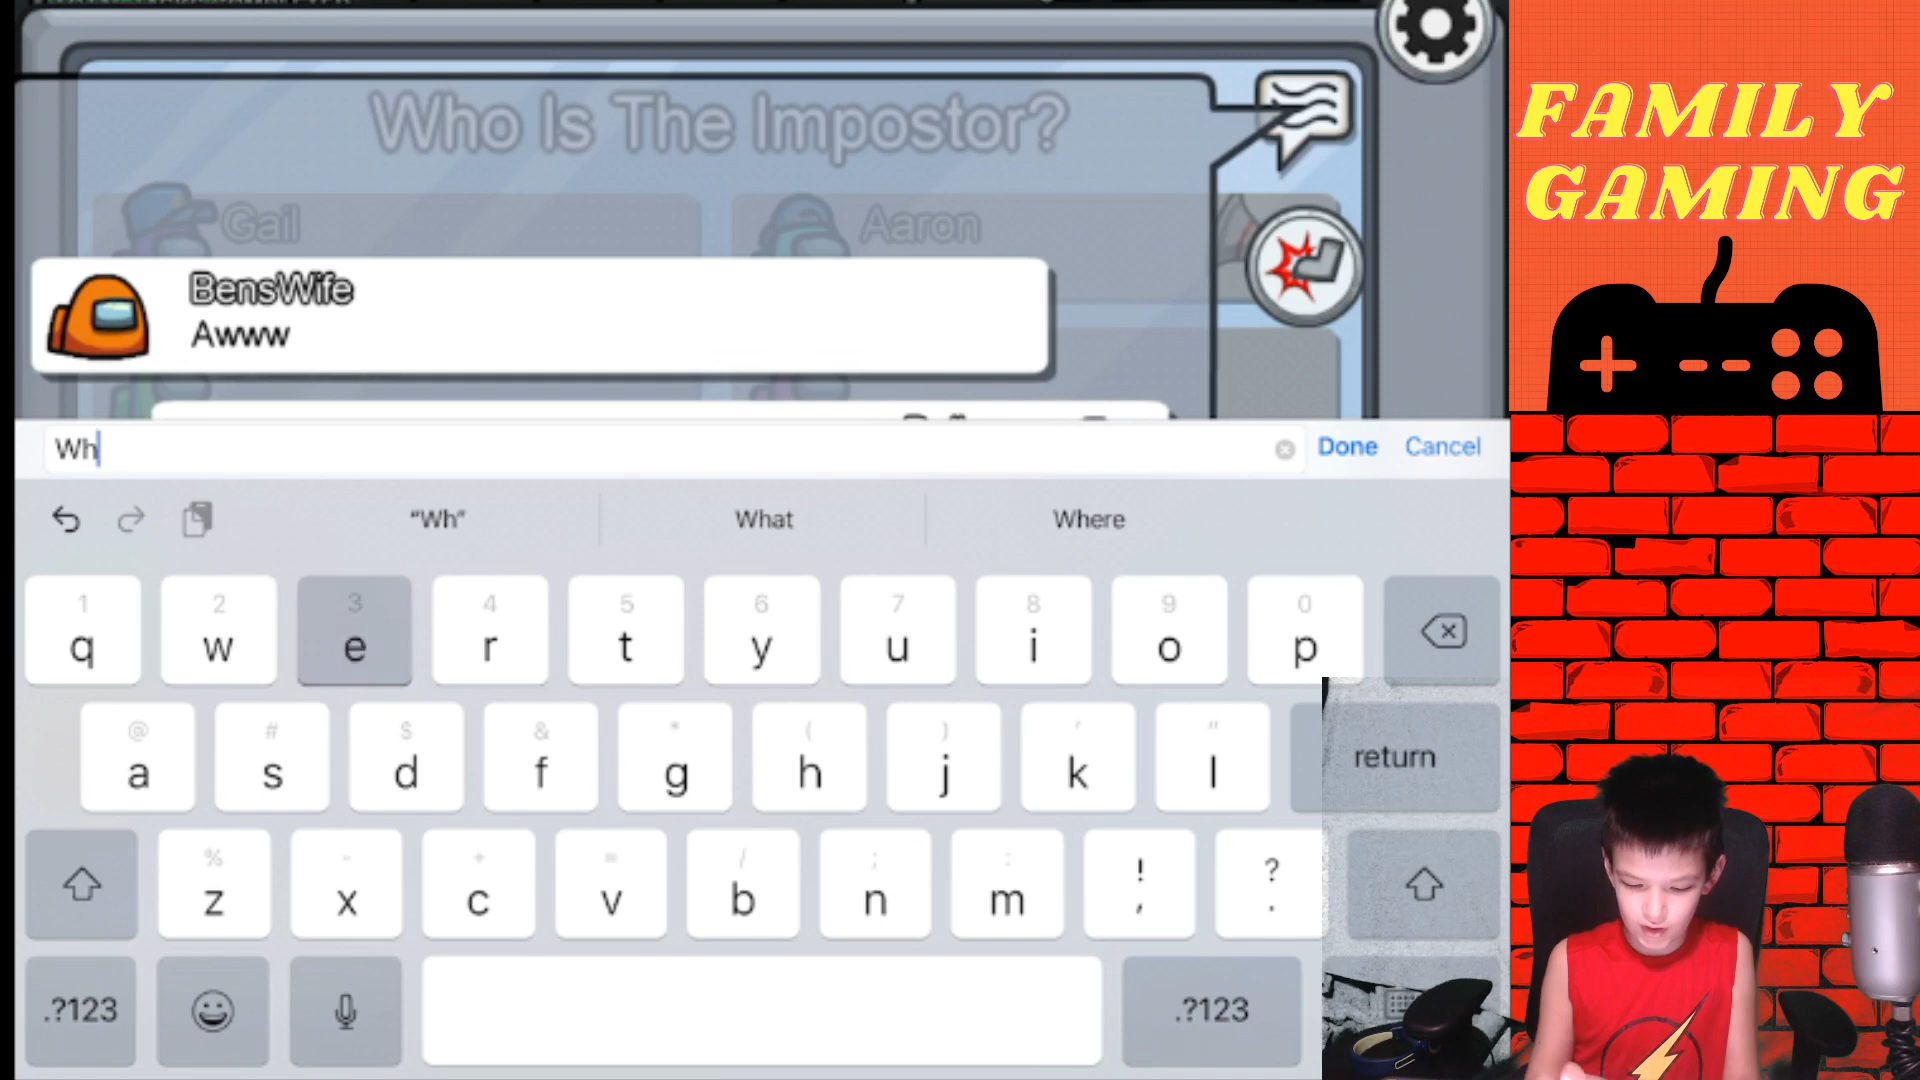 Who Is The Impostor?
Gail
Aaron
BensWife
Awww
Wh
Done
Cancel
“Wh”
What
Where
1 2 3 4 5 6 7 8 9 0
q w e r t y u i o p
@ # $ & * ( ) ' "
a s d f g h j k l
return
% - + = / ; : ! ?
z x c v b n m , .
.?123
.?123
FAMILY
GAMING